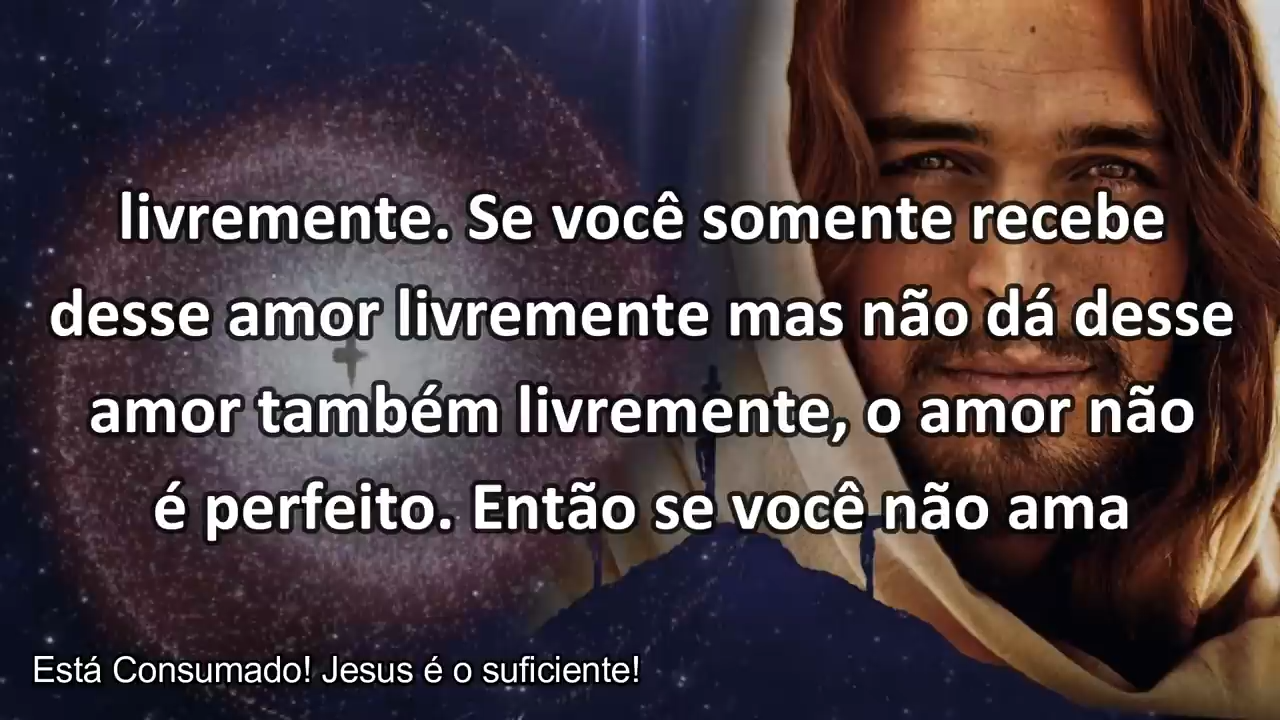 livremente. Se você somente recebe
desse amor livremente mas não dá desse
amor também livremente, o amor não
é perfeito. Então se você não ama
Está Consumado! Jesus é o suficiente!